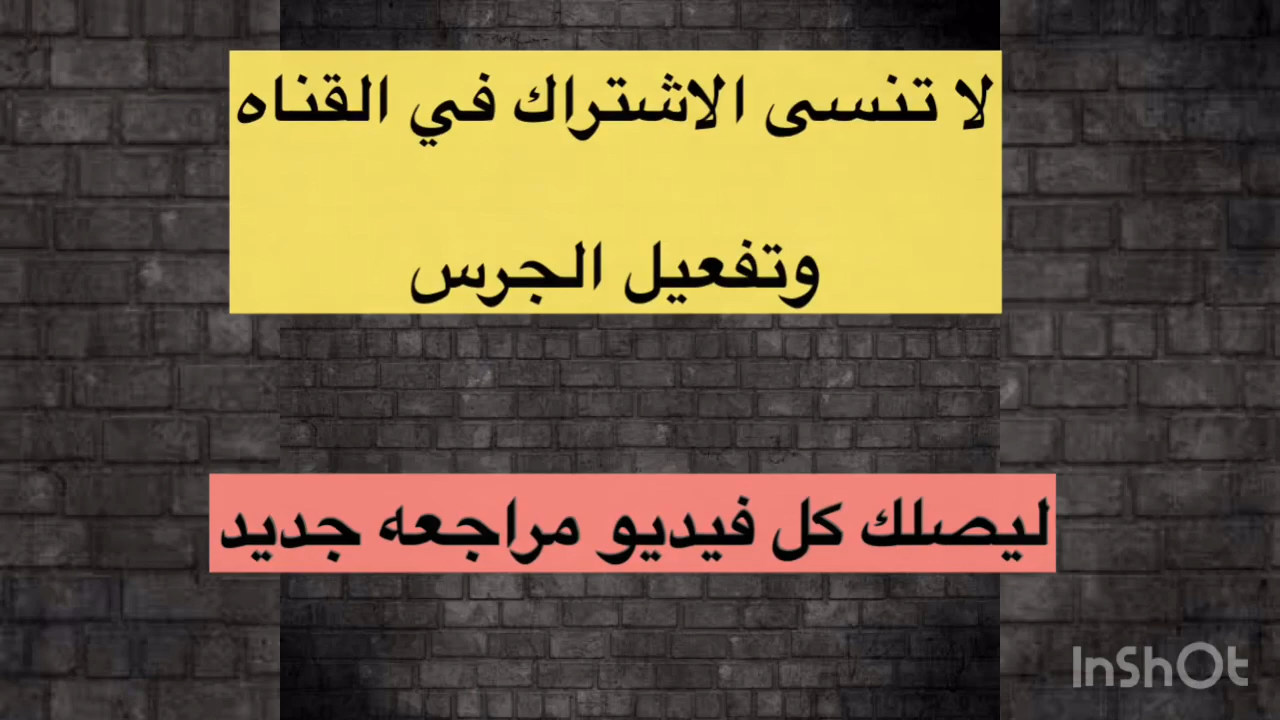 لا تنسى الاشتراك في القناه
وتفعيل الجرس
ليصلك كل فيديو مراجعه جديد
InShOt